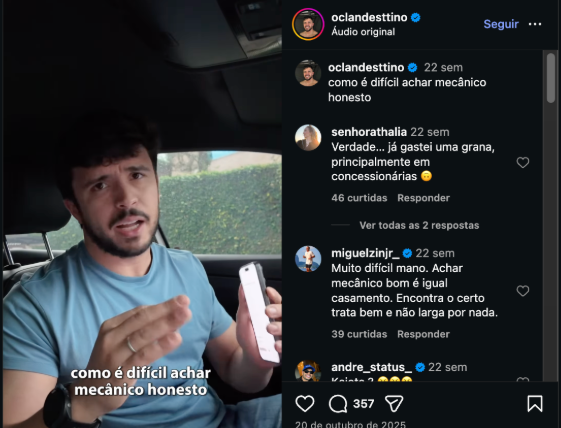 oclandesttino
Áudio original
Seguir
oclandesttino 22 sem
como é difícil achar mecânico
honesto
senhorathalia 22 sem
Verdade... já gastei uma grana,
principalmente em
concessionárias 🙃
46 curtidas Responder
Ver todas as 2 respostas
miguelzinjr_ 22 sem
Muito difícil mano. Achar
mecânico bom é igual
casamento. Encontra o certo
trata bem e não larga por nada.
39 curtidas Responder
andre_status_ 22 sem
como é difícil achar
mecânico honesto
357
20 de outubro de 2025